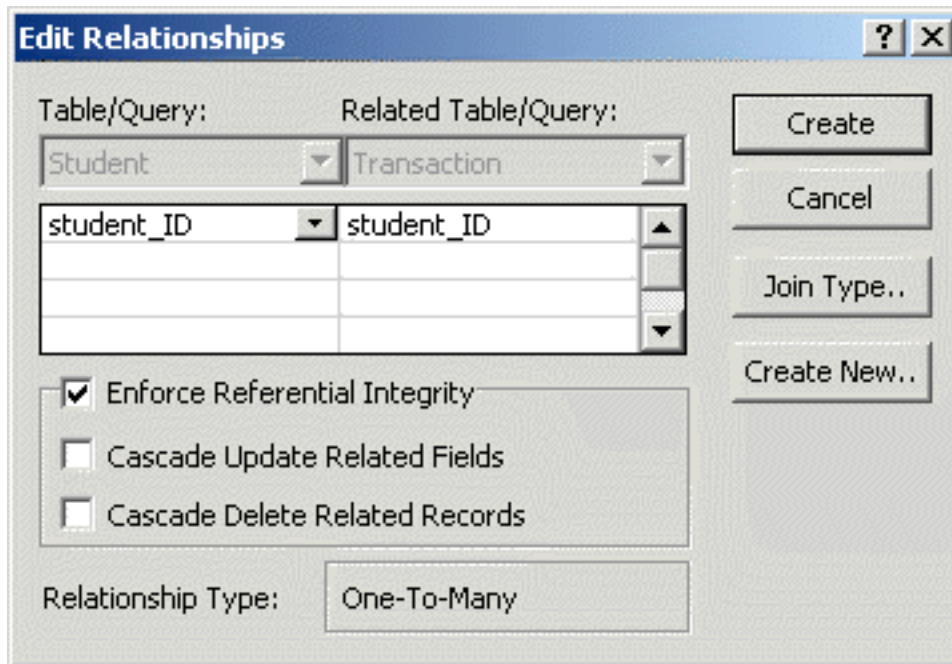 Edit Relationships
Table/Query: Related Table/Query:
Student Transaction
student_ID student_ID
Enforce Referential Integrity
Cascade Update Related Fields
Cascade Delete Related Records
Relationship Type: One-To-Many
Create
Cancel
Join Type..
Create New..